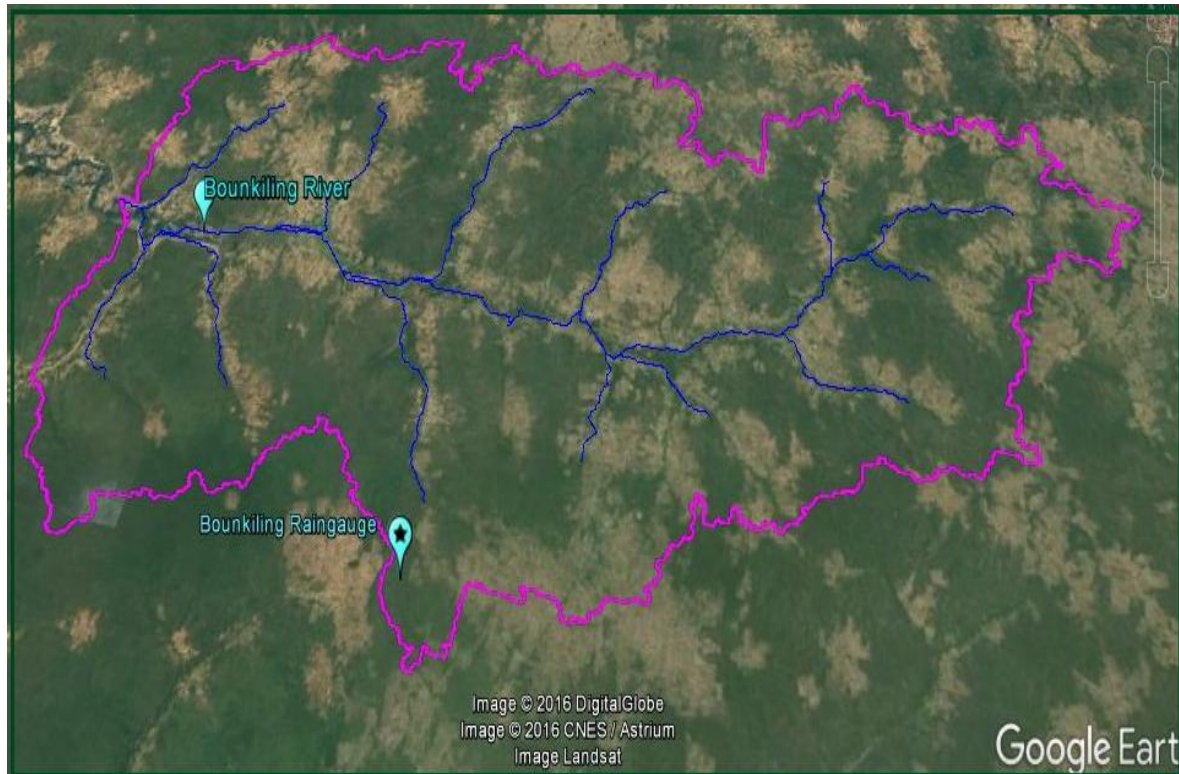 Bounkiling River
Bounkiling Raingauge
Image © 2016 DigitalGlobe
Image © 2016 CNES / Astrium
Image Landsat
Google Eart